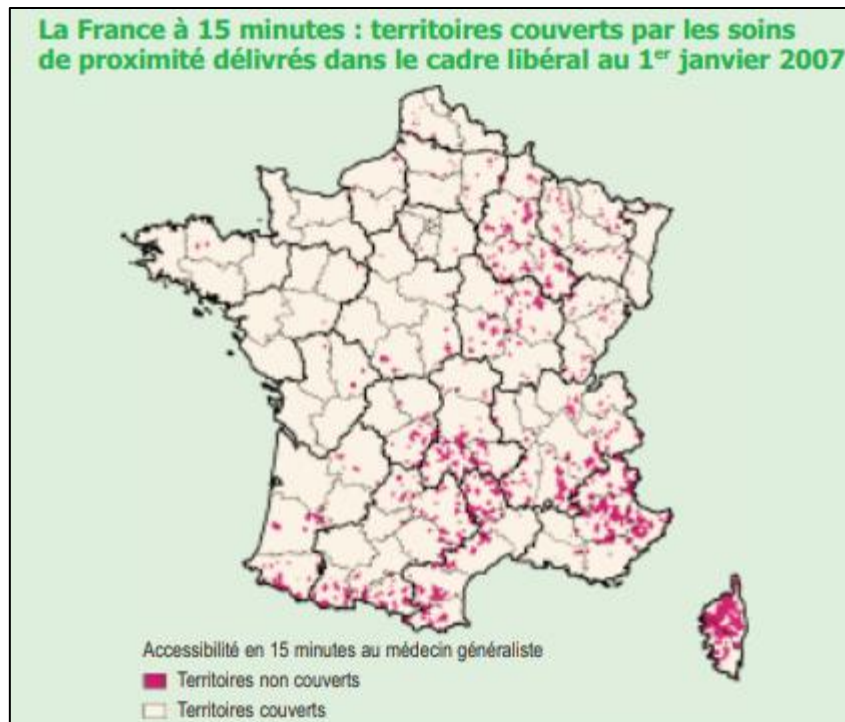 La France à 15 minutes : territoires couverts par les soins
de proximité délivrés dans le cadre libéral au 1er janvier 2007
Accessibilité en 15 minutes au médecin généraliste
Territoires non couverts
Territoires couverts